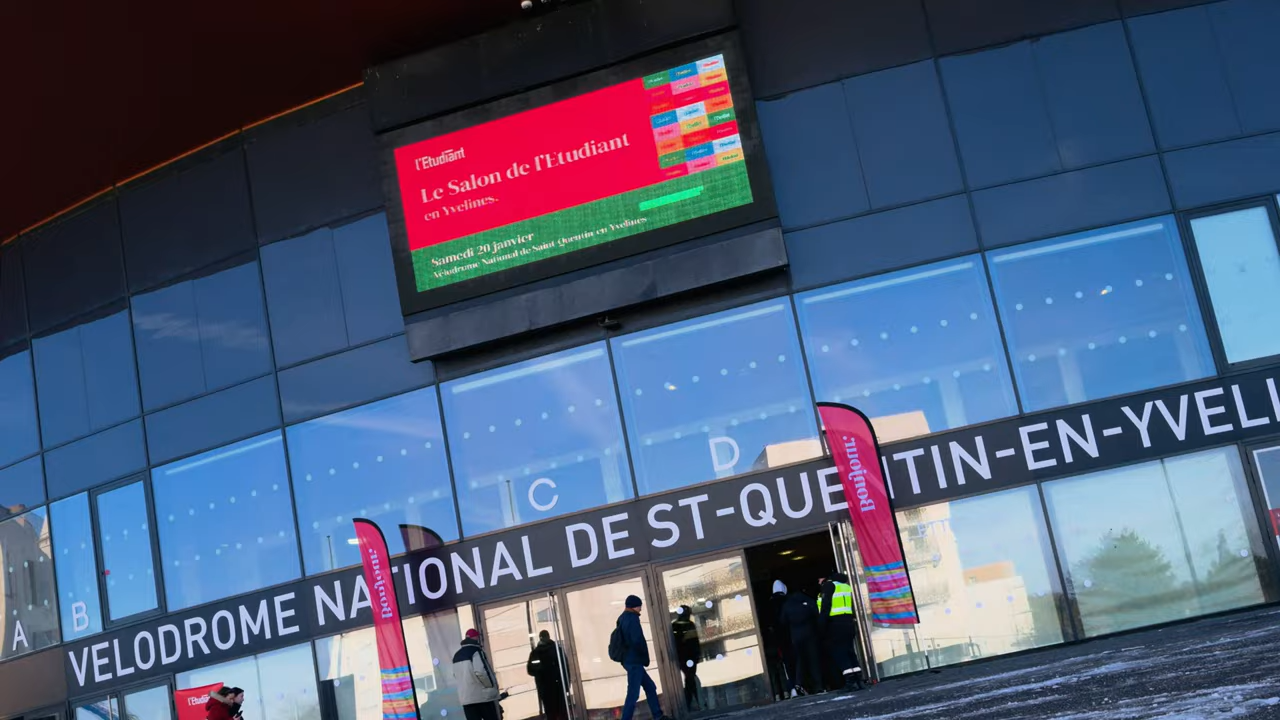 l'Etudiant
Le Salon de l'Etudiant
en Yvelines.
Samedi 20 janvier
Vélodrome National de Saint-Quentin en Yvelines
A
B
C
D
VELODROME NATIONAL DE ST-QUENTIN-EN-YVELI
Bonjour.
Bonjour.
l'Etudiant